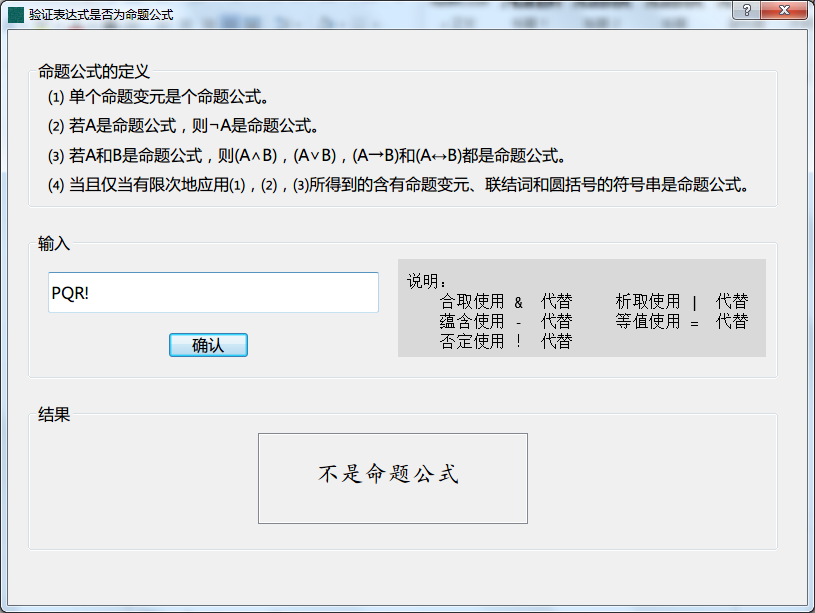 验证表达式是否为命题公式
命题公式的定义
(1) 单个命题变元是个命题公式。
(2) 若A是命题公式，则¬A是命题公式。
(3) 若A和B是命题公式，则(A∧B)，(A∨B)，(A→B)和(A↔B)都是命题公式。
(4) 当且仅当有限次地应用(1)，(2)，(3)所得到的含有命题变元、联结词和圆括号的符号串是命题公式。
输入
PQR!
确认
说明：
合取使用 & 代替 析取使用 | 代替
蕴含使用 - 代替 等值使用 = 代替
否定使用 ! 代替
结果
不是命题公式